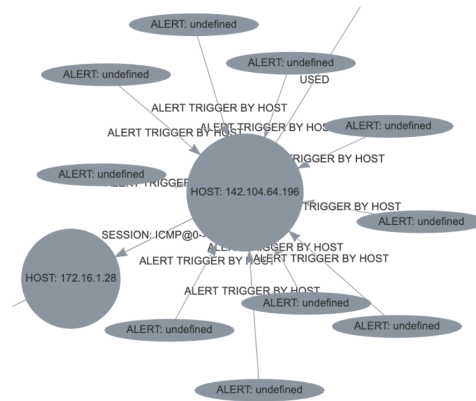 ALERT: undefined
ALERT: undefined
ALERT: undefined
USED
ALERT TRIGGER BY HOST
ALERT: undefined
ALERT TRIGGER BY HOST
ALERT TRIGGER BY HOST
TRIGGER BY HOST
ALERT: undefined
ALERT TRIGGER
HOST: 142.104.64.196
TRIGGER BY HOST
ALERT: undefined
SESSION: ICMP@0-
ALERT TRIGGER BY HOST
ALERT TRIGGER BY HOST
ALERT TRIGGER BY HOST
HOST: 172.16.1.28
ALERT TRIGGER BY HOST
ALERT: undefined
ALERT: undefined
ALERT: undefined
ALERT: undefined